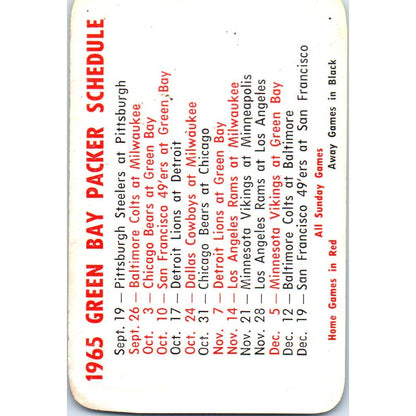 1965 GREEN BAY PACKER SCHEDULE
Sept. 19 — Pittsburgh Steelers at Pittsburgh
Sept. 26 — Baltimore Colts at Milwaukee
Oct. 3 — Chicago Bears at Green Bay
Oct. 10 — San Francisco 49'ers at Green Bay
Oct. 17 — Detroit Lions at Detroit
Oct. 24 — Dallas Cowboys at Milwaukee
Oct. 31 — Chicago Bears at Chicago
Nov. 7 — Detroit Lions at Green Bay
Nov. 14 — Los Angeles Rams at Milwaukee
Nov. 21 — Minnesota Vikings at Minneapolis
Nov. 28 — Los Angeles Rams at Los Angeles
Dec. 5 — Minnesota Vikings at Green Bay
Dec. 12 — Baltimore Colts at Baltimore
Dec. 19 — San Francisco 49'ers at San Francisco
All Sunday Games
Home Games in Red Away Games in Black